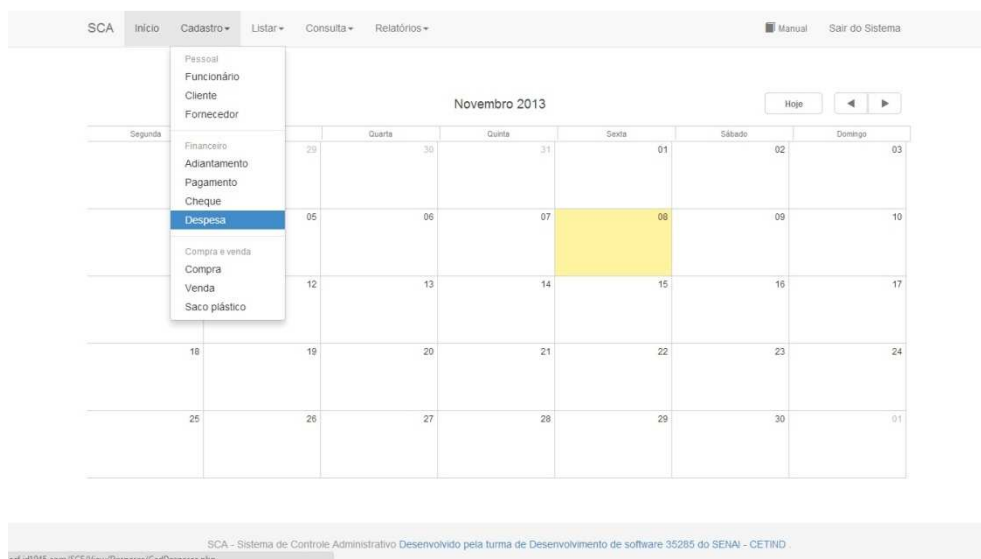 SCA Início Cadastro Listar Consulta Relatórios Manual Sair do Sistema
Pessoal
Funcionário
Cliente
Fornecedor
Financeiro
Adiantamento
Pagamento
Cheque
Despesa
Compra e venda
Compra
Venda
Saco plástico
Novembro 2013
Hoje
Segunda Quarta Quinta Sexta Sábado Domingo
29 30 31 01 02 03
05 06 07 08 09 10
12 13 14 15 16 17
18 19 20 21 22 23 24
25 26 27 28 29 30 01
SCA - Sistema de Controle Administrativo Desenvolvido pela turma de Desenvolvimento de software 35285 do SENAI - CETIND .